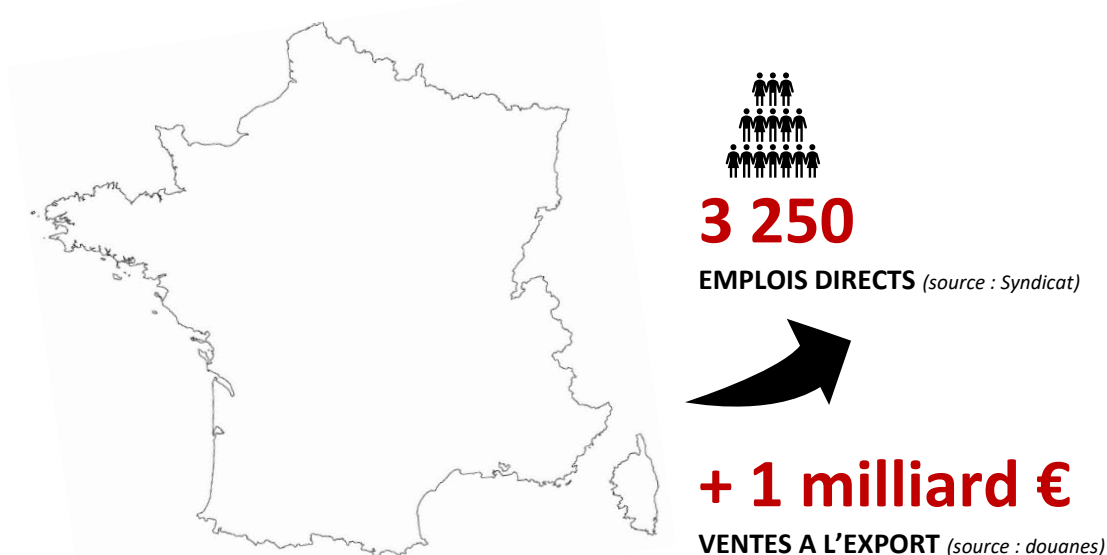 3 250
EMPLOIS DIRECTS (source : Syndicat)
+ 1 milliard €
VENTES A L’EXPORT (source : douanes)